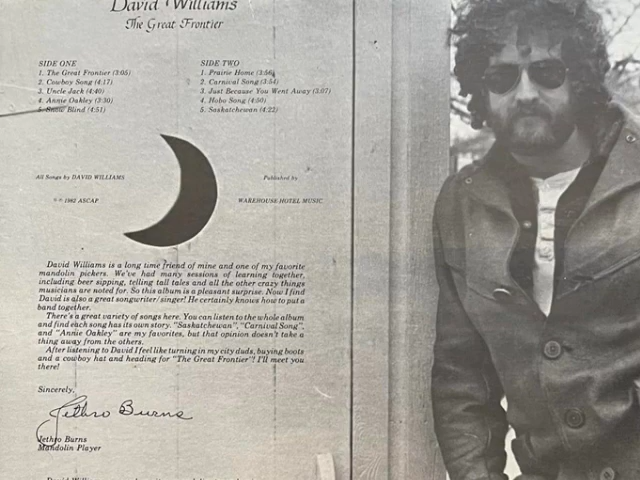 David Williams
The Great Frontier
SIDE ONE
1. The Great Frontier (3:05)
2. Cowboy Song (4:17)
3. Uncle Jack (4:40)
4. Annie Oakley (3:30)
5. Snow Blind (4:51)
SIDE TWO
1. Prairie Home (3:56)
2. Carnival Song (3:54)
3. Just Because You Went Away (3:07)
4. Hobo Song (4:50)
5. Saskatchewan (4:22)
All Songs by DAVID WILLIAMS
Published by
© ℗ 1982 ASCAP
WAREHOUSE HOTEL MUSIC
David Williams is a long time friend of mine and one of my favorite
mandolin pickers. We've had many sessions of learning together,
including beer sipping, telling tall tales and all the other crazy things
musicians are noted for. So this album is a pleasant surprise. Now I find
David is also a great songwriter/singer! He certainly knows how to put a
band together.
There's a great variety of songs here. You can listen to the whole album
and find each song has its own story. "Saskatchewan", "Carnival Song",
and "Annie Oakley" are my favorites, but that opinion doesn't take a
thing away from the others.
After listening to David I feel like turning in my city duds, buying boots
and a cowboy hat and heading for "The Great Frontier"! I'll meet you
there!
Sincerely,
Jethro Burns
Jethro Burns
Mandolin Player